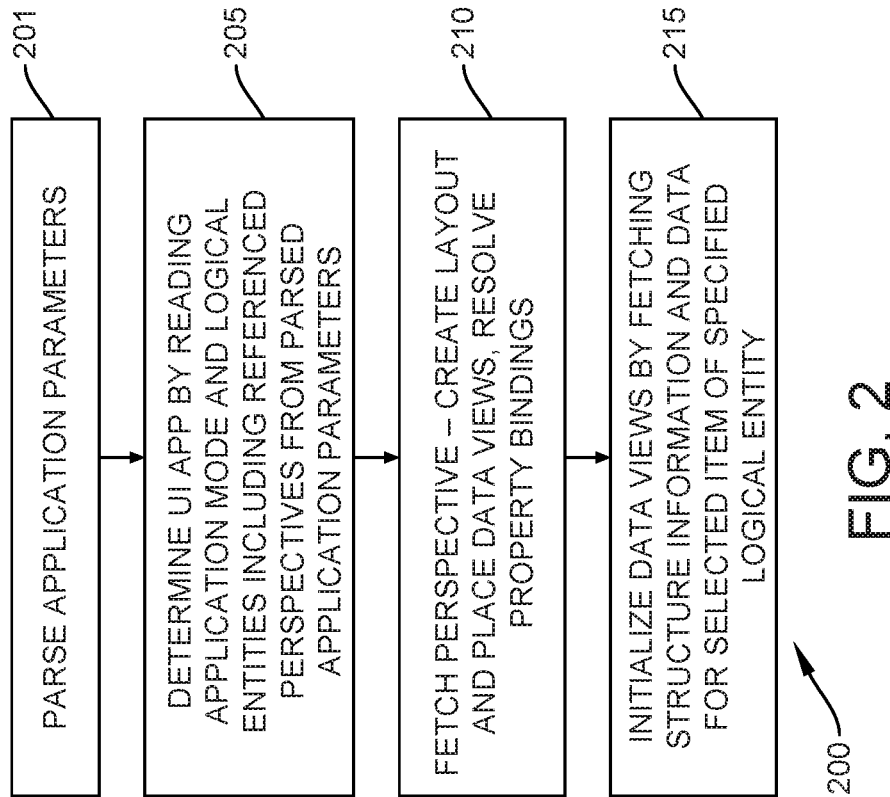 PARSE APPLICATION PARAMETERS
201
DETERMINE UI APP BY READING
APPLICATION MODE AND LOGICAL
ENTITIES INCLUDING REFERENCED
PERSPECTIVES FROM PARSED
APPLICATION PARAMETERS
205
FETCH PERSPECTIVE – CREATE LAYOUT
AND PLACE DATA VIEWS, RESOLVE
PROPERTY BINDINGS
210
INITIALIZE DATA VIEWS BY FETCHING
STRUCTURE INFORMATION AND DATA
FOR SELECTED ITEM OF SPECIFIED
LOGICAL ENTITY
215
200
FIG. 2